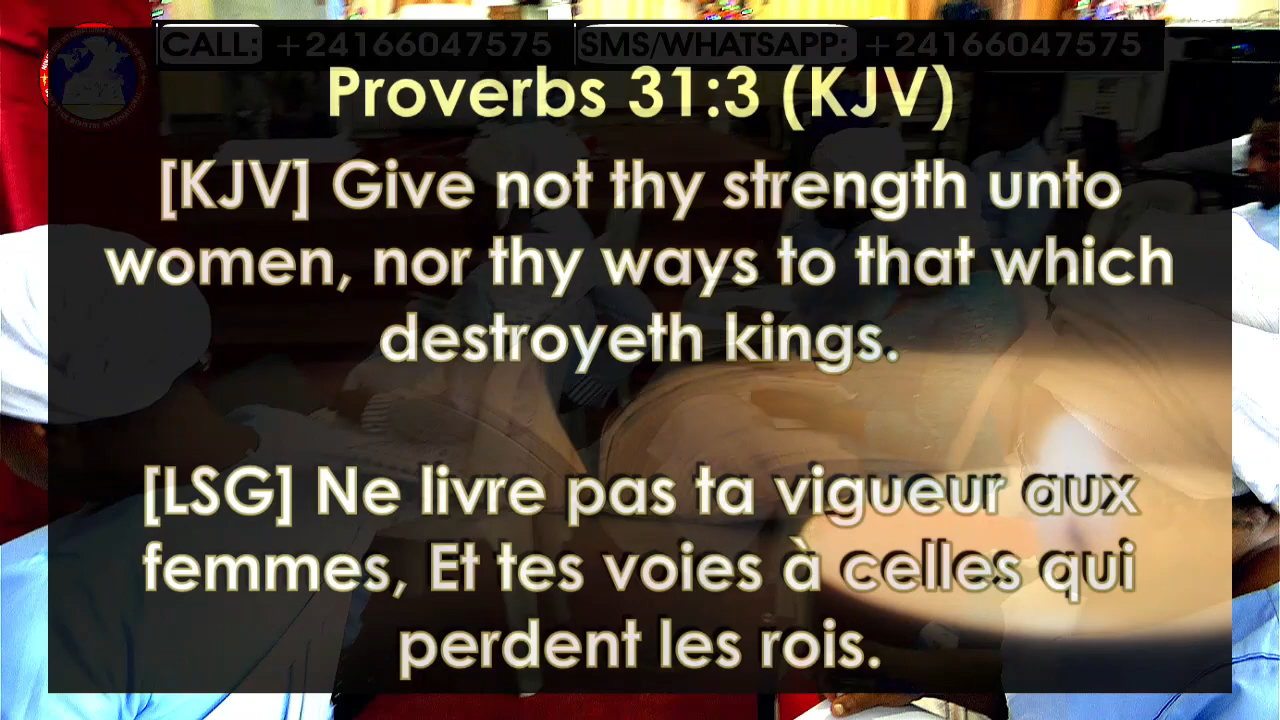 CALL: +24166047575 SMS/WHATSAPP: +24166047575
Proverbs 31:3 (KJV)
[KJV] Give not thy strength unto
women, nor thy ways to that which
destroyeth kings.
[LSG] Ne livre pas ta vigueur aux
femmes, Et tes voies à celles qui
perdent les rois.